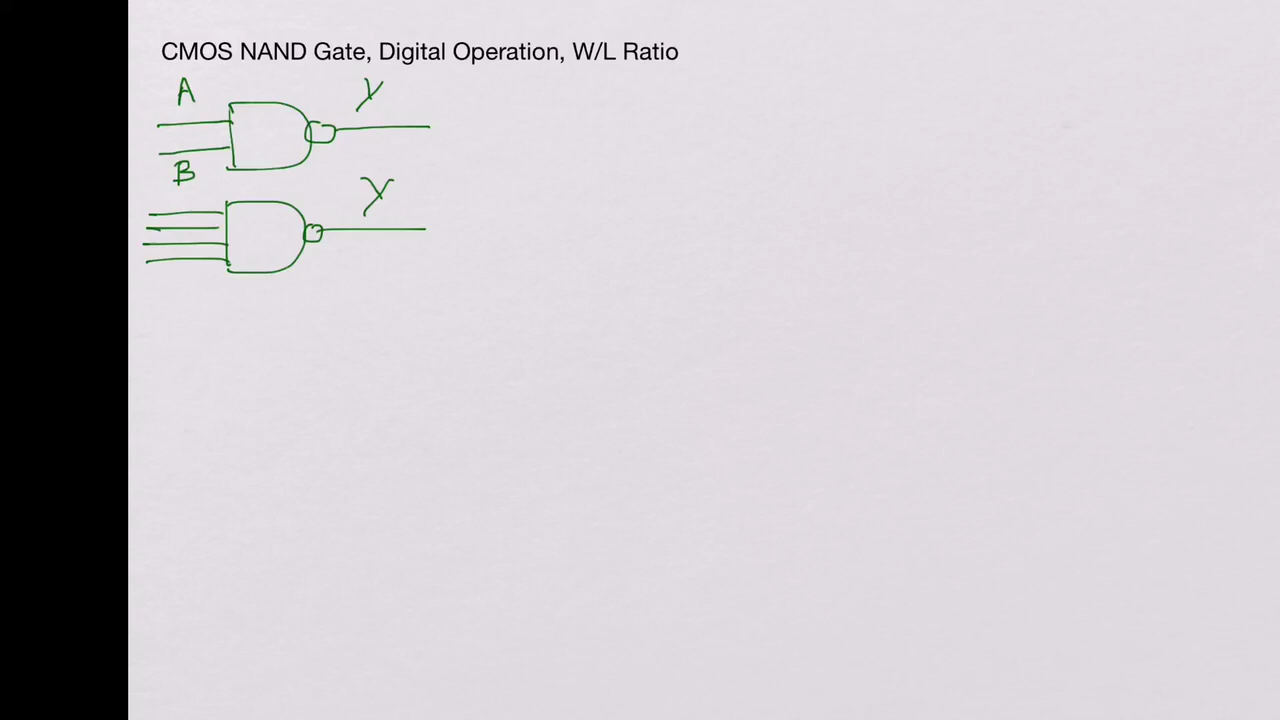 CMOS NAND Gate, Digital Operation, W/L Ratio
A
Y
B
Y